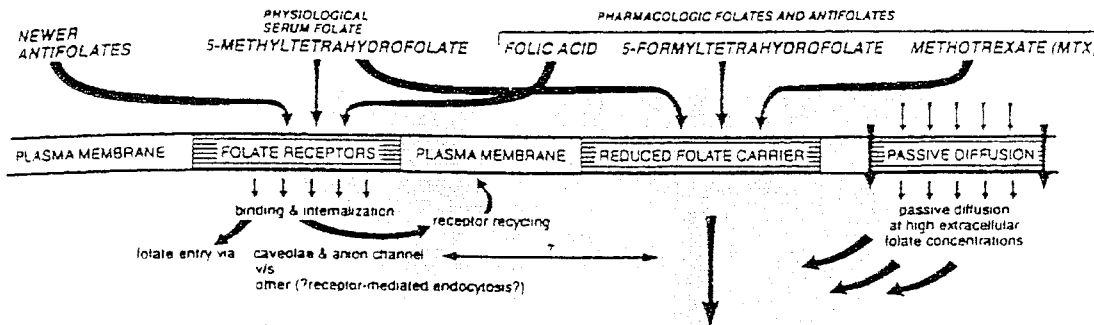 NEWER
ANTIFOLATES
PHYSIOLOGICAL
SERUM FOLATE
5-METHYLTETRAHYDROFOLATE
PHARMACOLOGIC FOLATES AND ANTIFOLATES
FOLIC ACID
5-FORMYLTETRAHYDROFOLATE
METHOTREXATE (MTX)
PLASMA MEMBRANE
FOLATE RECEPTORS
PLASMA MEMBRANE
REDUCED FOLATE CARRIER
PASSIVE DIFFUSION
binding & internalization
receptor recycling
folate entry via
caveolae & anion channel
v/s
other (?receptor-mediated endocytosis?)
?
passive diffusion
at high extracellular
folate concentrations